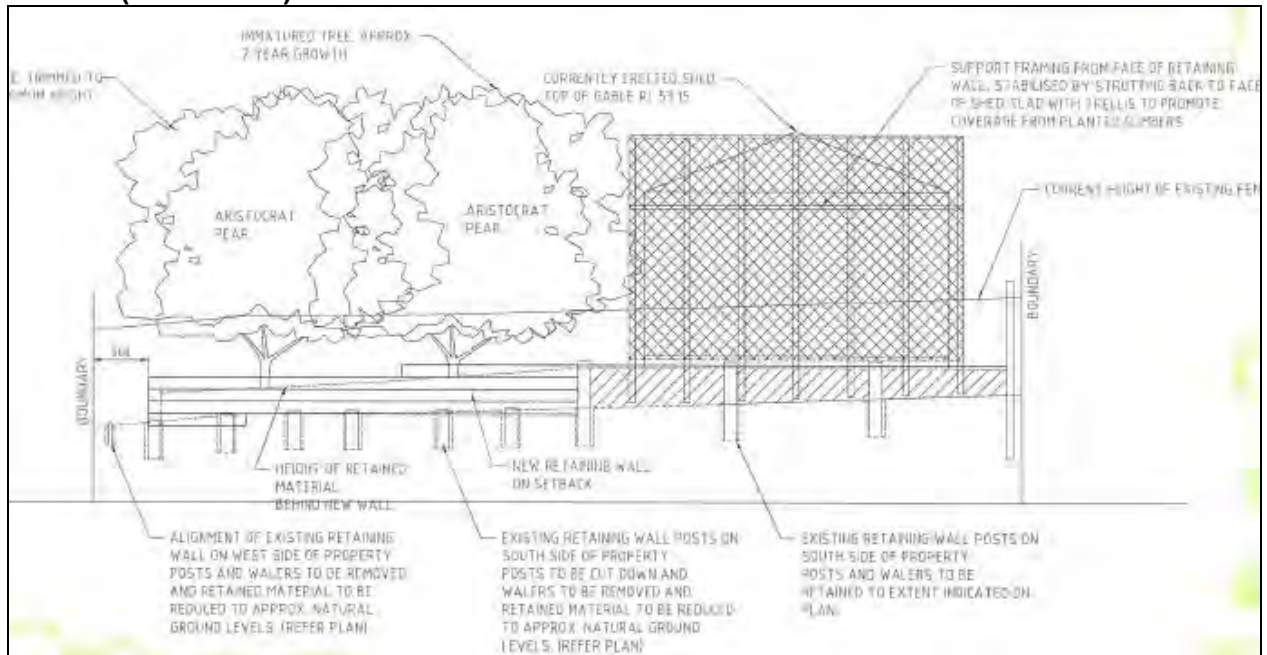 IMMATURED TREE, APPROX
7 YEAR GROWTH
TRIMMED TO
HEIGHT
CURRENTLY ERECTED SHED
TOP OF GABLE RL 59.15
SUPPORT FRAMING FROM FACE OF RETAINING
WALL, STABILISED BY STRUTTING BACK TO FACE
OF SHED. CLAD WITH TRELLIS TO PROMOTE
COVERAGE FROM PLANTED CLIMBERS
CURRENT HEIGHT OF EXISTING FEN
ARISTOCRAT
PEAR
ARISTOCRAT
PEAR
BOUNDARY
BOUNDARY
HEIGHT OF RETAINED
MATERIAL
BEHIND NEW WALL
NEW RETAINING WALL
ON SETBACK
ALIGNMENT OF EXISTING RETAINING
WALL ON WEST SIDE OF PROPERTY
POSTS AND WALERS TO BE REMOVED
AND RETAINED MATERIAL TO BE
REDUCED TO APPROX. NATURAL
GROUND LEVELS. (REFER PLAN)
EXISTING RETAINING WALL POSTS ON
SOUTH SIDE OF PROPERTY
POSTS TO BE CUT DOWN AND
WALERS TO BE REMOVED AND
RETAINED MATERIAL TO BE REDUCED
TO APPROX. NATURAL GROUND
LEVELS. (REFER PLAN)
EXISTING RETAINING WALL POSTS ON
SOUTH SIDE OF PROPERTY
POSTS AND WALERS TO BE
RETAINED TO EXTENT INDICATED ON
PLAN.